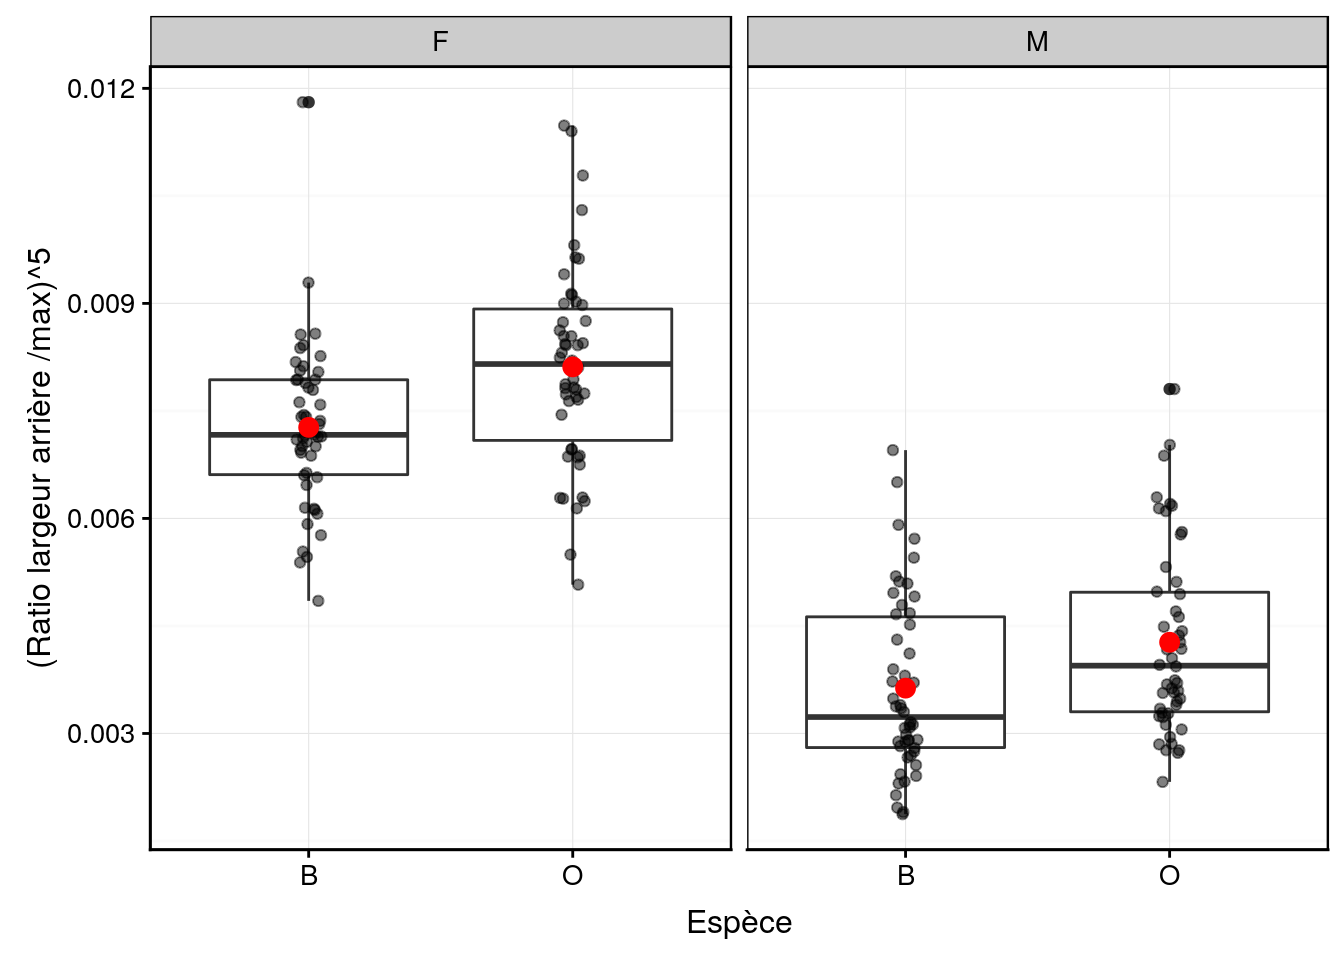 F
M
0.012
0.009
0.006
0.003
(Ratio largeur arrière /max)^5
B
O
B
O
Espèce